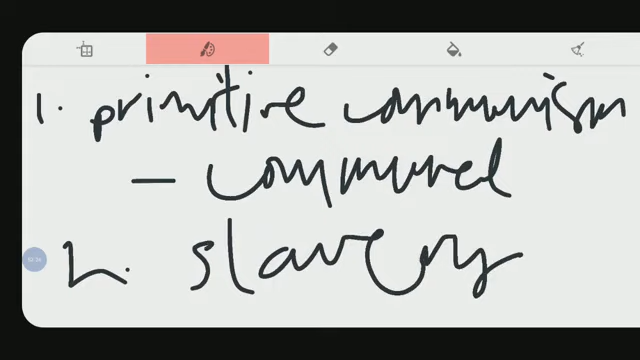 1. primitive communism
- communal
2. slavery